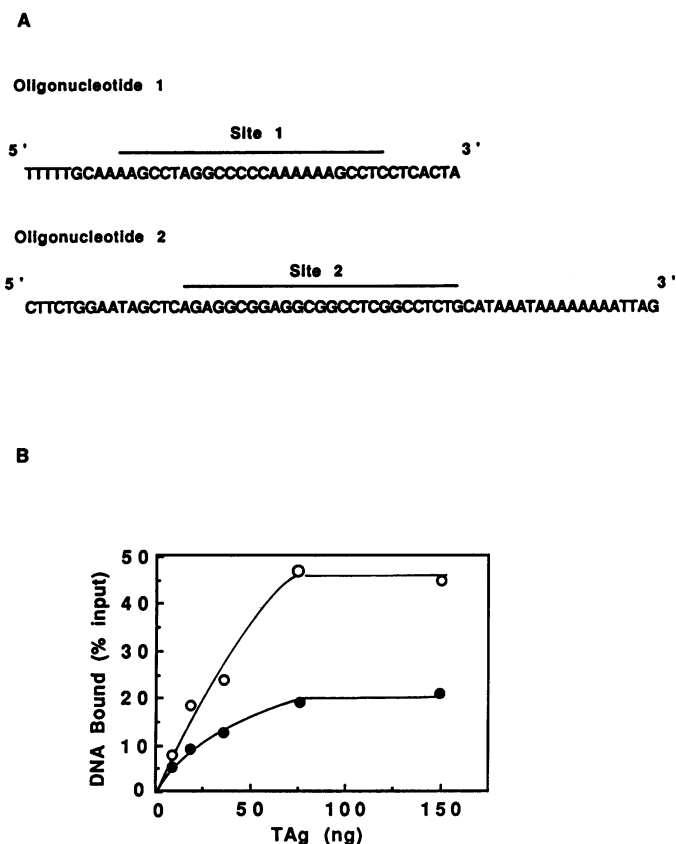 A
Oligonucleotide 1
Site 1
5' 3'
TTTTTGCAAAAGCCTAGGCCCCCAAAAAAGCCTCCTCACTA
Oligonucleotide 2
Site 2
5' 3'
CTTCTGGAATAGCTCAGAGGCGGAGGCGGCCTCGGCCTCTGCATAAATAAAAAAAATTAG
B
50
40
30
20
10
0
DNA Bound (% input)
0 50 100 150
TAg (ng)